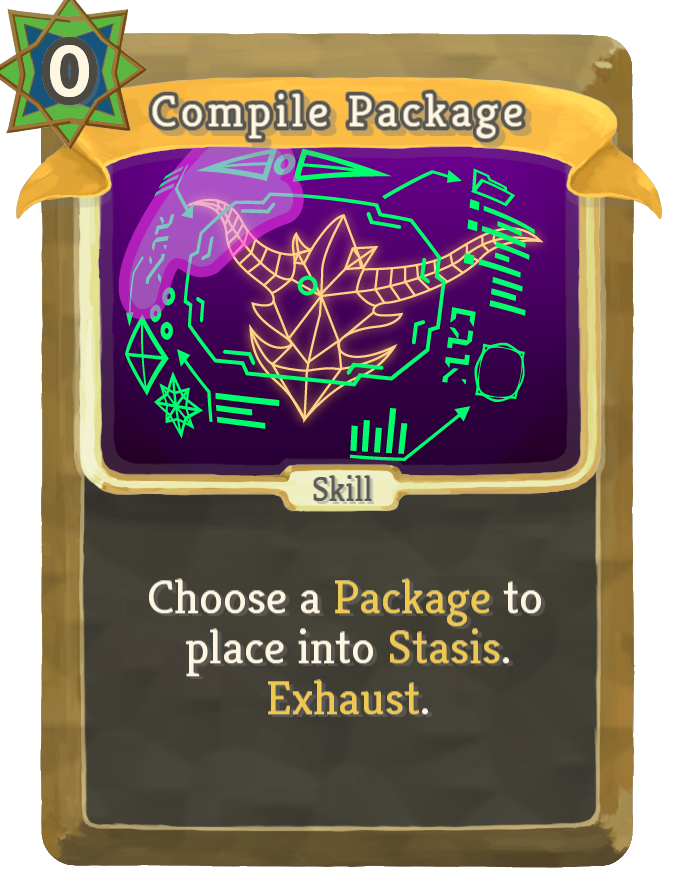 0
Compile Package
Skill
Choose a Package to
place into Stasis.
Exhaust.